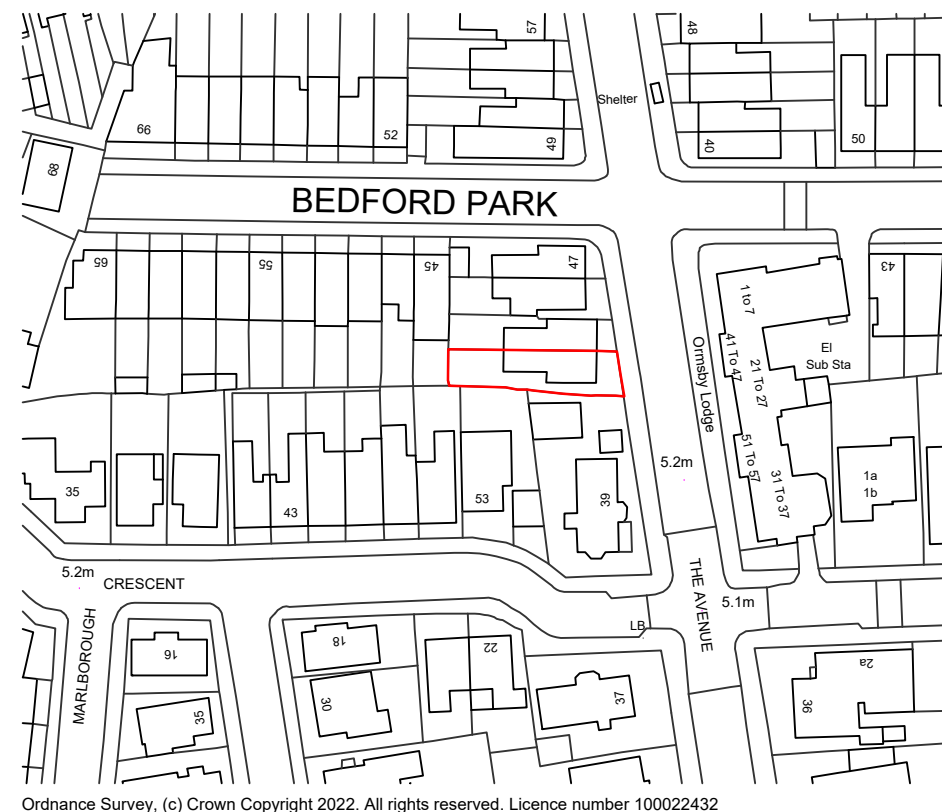 57
48
Shelter
66
52
49
40
50
68
BEDFORD PARK
65
55
45
47
43
1 to 7
El
Sub Sta
41 To 47
21 To 27
Ormsby Lodge
51 To 57
31 To 37
5.2m
1a
1b
35
43
53
39
5.2m
CRESCENT
MARLBOROUGH
THE AVENUE
5.1m
LB
16
18
22
2a
35
30
37
36
Ordnance Survey, (c) Crown Copyright 2022. All rights reserved. Licence number 100022432